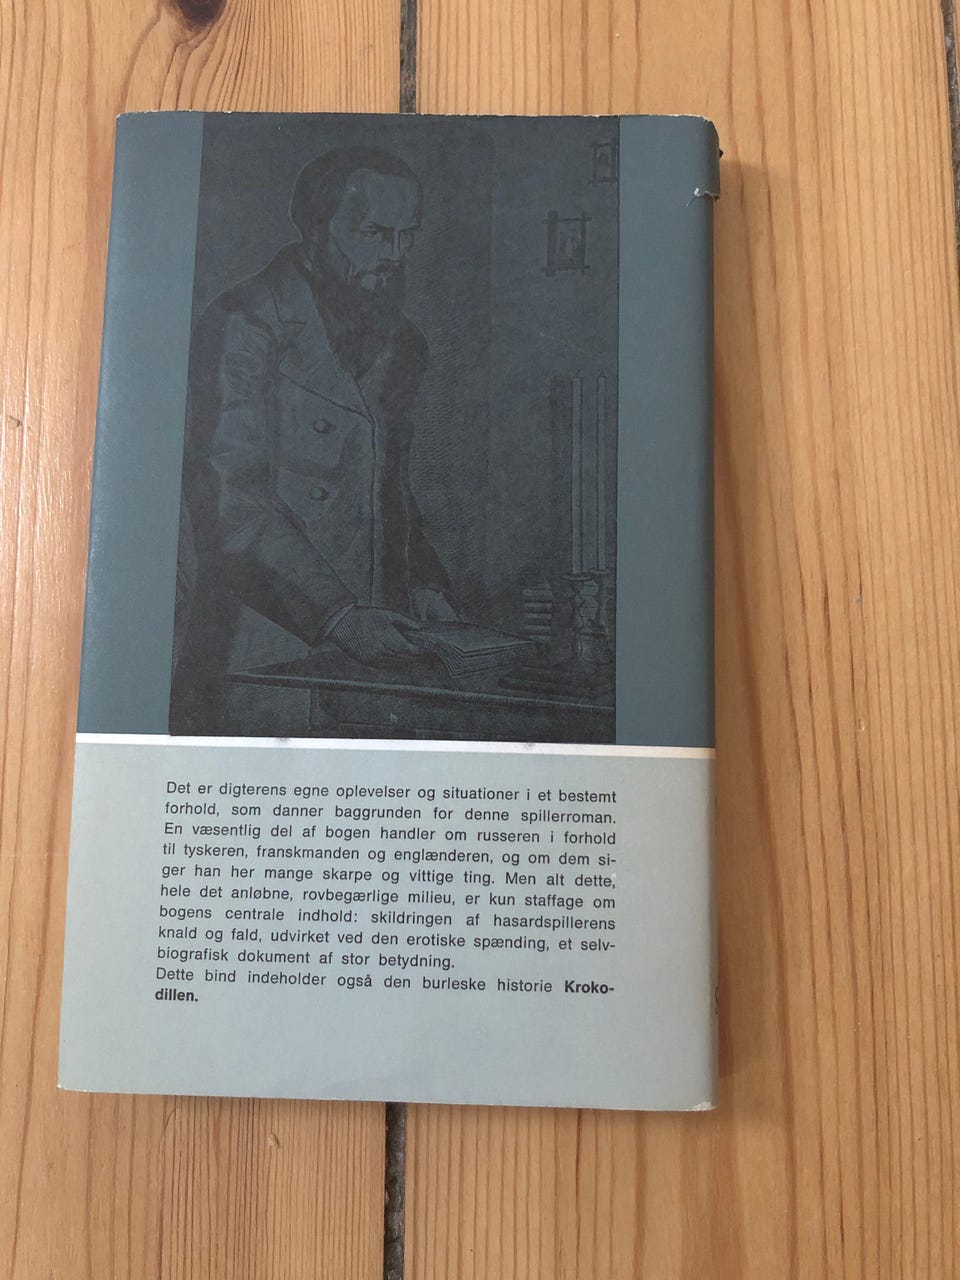 Det er digterens egne oplevelser og situationer i et bestemt
forhold, som danner baggrunden for denne spillerroman.
En væsentlig del af bogen handler om russeren i forhold
til tyskeren, franskmanden og englænderen, og om dem si-
ger han her mange skarpe og vittige ting. Men alt dette,
hele det anløbne, rovbegærlige milieu, er kun staffage om
bogens centrale indhold: skildringen af hasardspillerens
knald og fald, udvirket ved den erotiske spænding, et selv-
biografisk dokument af stor betydning.
Dette bind indeholder også den burleske historie Kroko-
dillen.